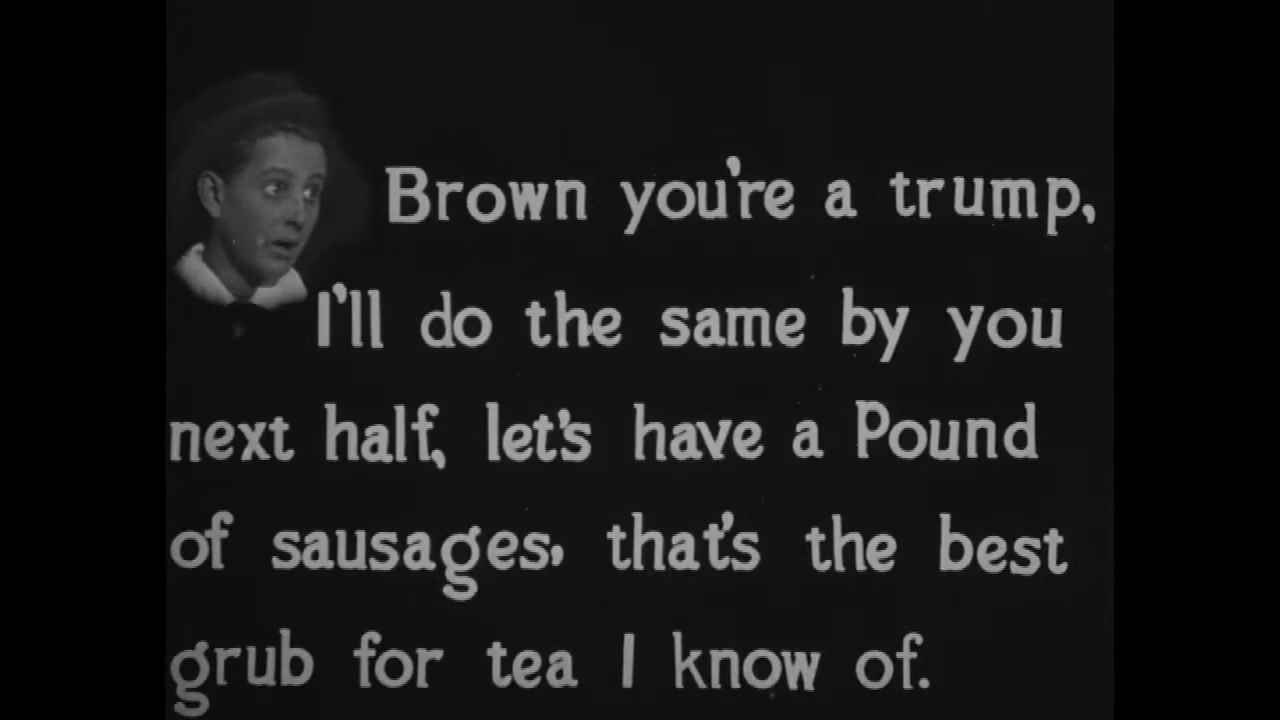 Brown you're a trump,
I'll do the same by you
next half, let's have a Pound
of sausages, that's the best
grub for tea I know of.